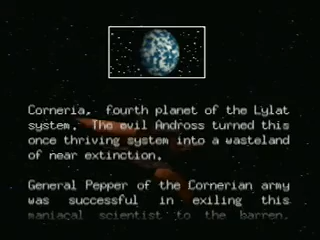 Corneria, fourth planet of the Lylat
system. The evil Andross turned this
once thriving system into a wasteland
of near extinction.
General Pepper of the Cornerian army
was successful in exiling this
maniacal scientist to the barren,